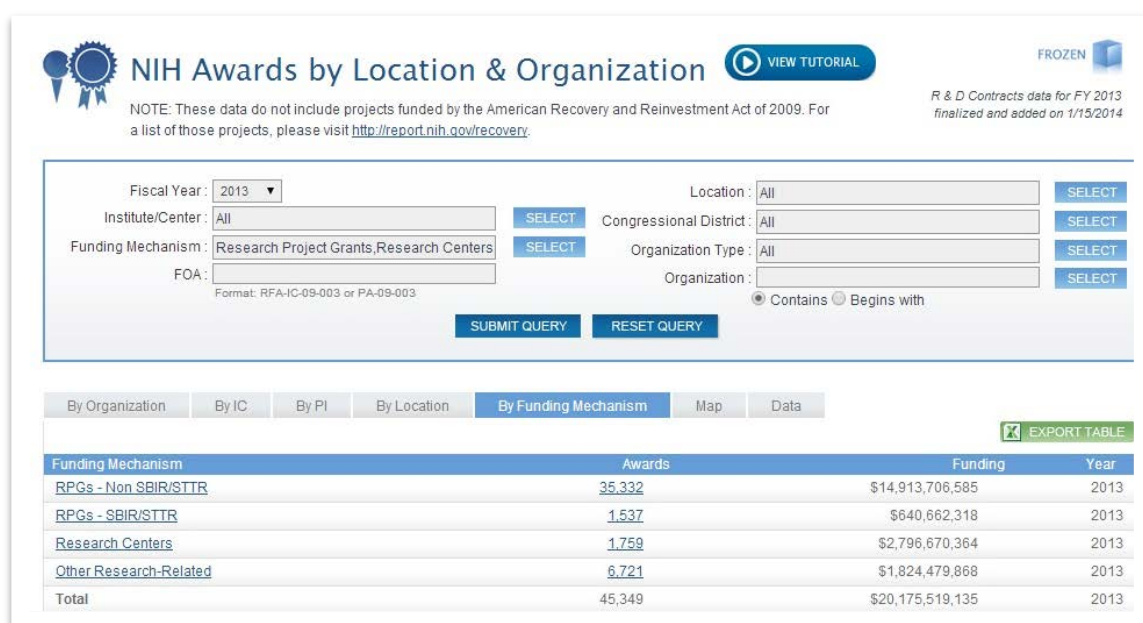 NIH Awards by Location & Organization
VIEW TUTORIAL
FROZEN
NOTE: These data do not include projects funded by the American Recovery and Reinvestment Act of 2009. For
a list of those projects, please visit http://report.nih.gov/recovery.
R & D Contracts data for FY 2013
finalized and added on 1/15/2014
Fiscal Year : 2013
Location : All SELECT
Institute/Center : All SELECT
Congressional District : All SELECT
Funding Mechanism : Research Project Grants,Research Centers SELECT
Organization Type : All SELECT
FOA :
Organization : SELECT
Format: RFA-IC-09-003 or PA-09-003
Contains Begins with
SUBMIT QUERY RESET QUERY
By Organization By IC By PI By Location By Funding Mechanism Map Data
EXPORT TABLE
Funding Mechanism Awards Funding Year
RPGs - Non SBIR/STTR 35,332 $14,913,706,585 2013
RPGs - SBIR/STTR 1,537 $640,662,318 2013
Research Centers 1,759 $2,796,670,364 2013
Other Research-Related 6,721 $1,824,479,868 2013
Total 45,349 $20,175,519,135 2013